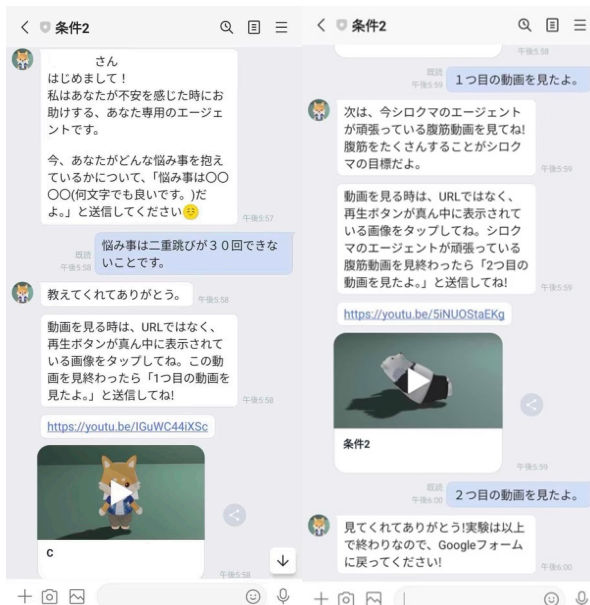 条件2
さん
はじめまして！
私はあなたが不安を感じた時にお
助けする、あなた専用のエージェ
ントです。
今、あなたがどんな悩み事を抱え
ているかについて、「悩み事は〇〇
〇〇(何文字でも良いです。)だ
よ。」と送信してください
午後5:57
悩み事は二重跳びが３０回できな
いことです。
既読
午後5:58
教えてくれてありがとう。
午後5:58
動画を見る時は、URLではなく、
再生ボタンが真ん中に表示されて
いる画像をタップしてね。この動
画を見終わったら「1つ目の動画を
見たよ。」と送信してね!
午後5:58
https://youtu.be/IGuWC44iXSc
C
午後5:58
条件2
午後5:58
１つ目の動画を見たよ。
既読
午後5:59
次は、今シロクマのエージェント
が頑張っている腹筋動画を見てね!
腹筋をたくさんすることがシロク
マの目標だよ。
午後5:59
動画を見る時は、URLではなく、
再生ボタンが真ん中に表示されて
いる画像をタップしてね。シロク
マのエージェントが頑張っている
腹筋動画を見終わったら「2つ目の
動画を見たよ。」と送信してね!
午後5:59
https://youtu.be/5iNUOStaEKg
条件2
午後5:59
２つ目の動画を見たよ。
既読
午後6:00
見てくれてありがとう!実験は以上
で終わりなので、Googleフォーム
に戻ってください!
午後6:00